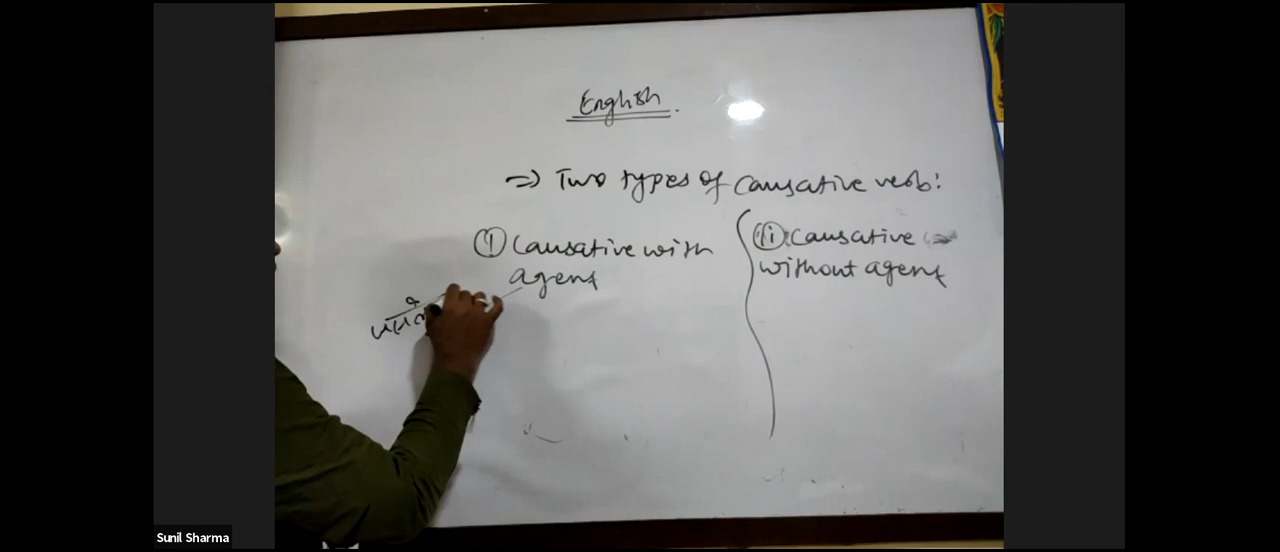 English
⇒ Two types of causative verb:
① Causative with
agent
ⓘⓘ Causative
without agent
Sunil Sharma